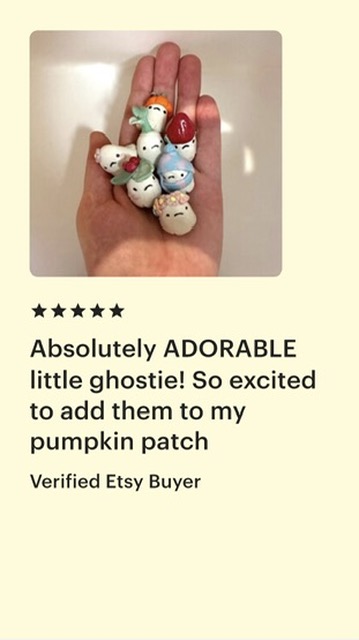 Absolutely ADORABLE
little ghostie! So excited
to add them to my
pumpkin patch
Verified Etsy Buyer